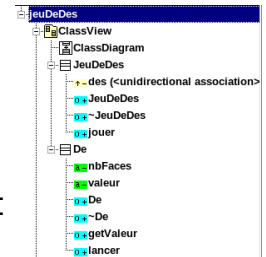 jeuDeDes
ClassView
ClassDiagram
JeuDeDes
des (<unidirectional association>
JeuDeDes
~JeuDeDes
jouer
De
nbFaces
valeur
De
~De
getValeur
lancer